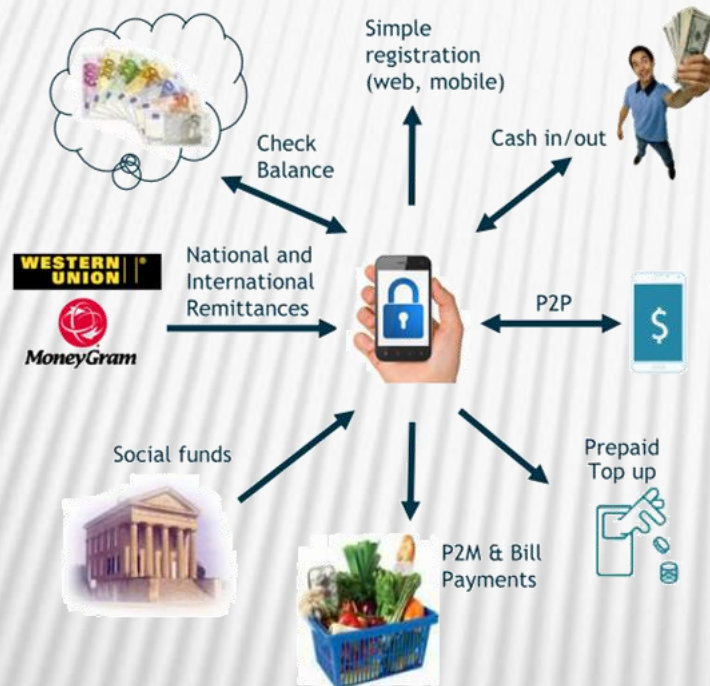 Simple
registration
(web, mobile)
Check
Balance
Cash in/out
WESTERN
UNION
National and
International
Remittances
MoneyGram
P2P
$
Social funds
Prepaid
Top up
P2M & Bill
Payments